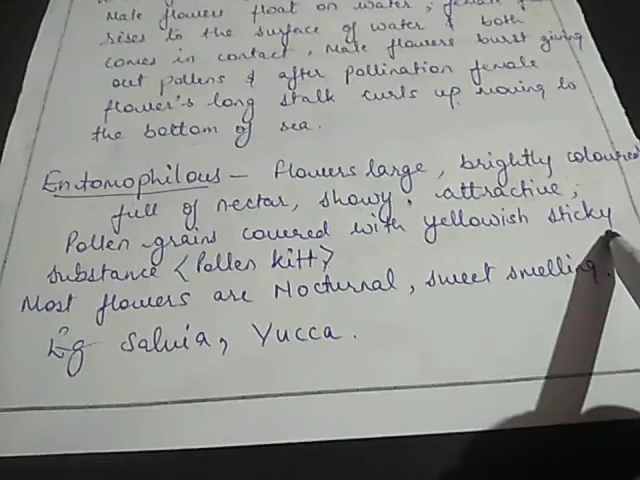 Male flowers float on water, female
rises to the surface of water & both
comes in contact, Male flowers burst giving
out pollens & after pollination female
flower's long stalk curls up moving to
the bottom of sea.
Entomophilous - flowers large, brightly coloured
full of nectar, showy, attractive,
Pollen grains covered with yellowish sticky
substance <Pollen kitt>
Most flowers are Nocturnal, sweet smelling.
Eg Salvia, Yucca.